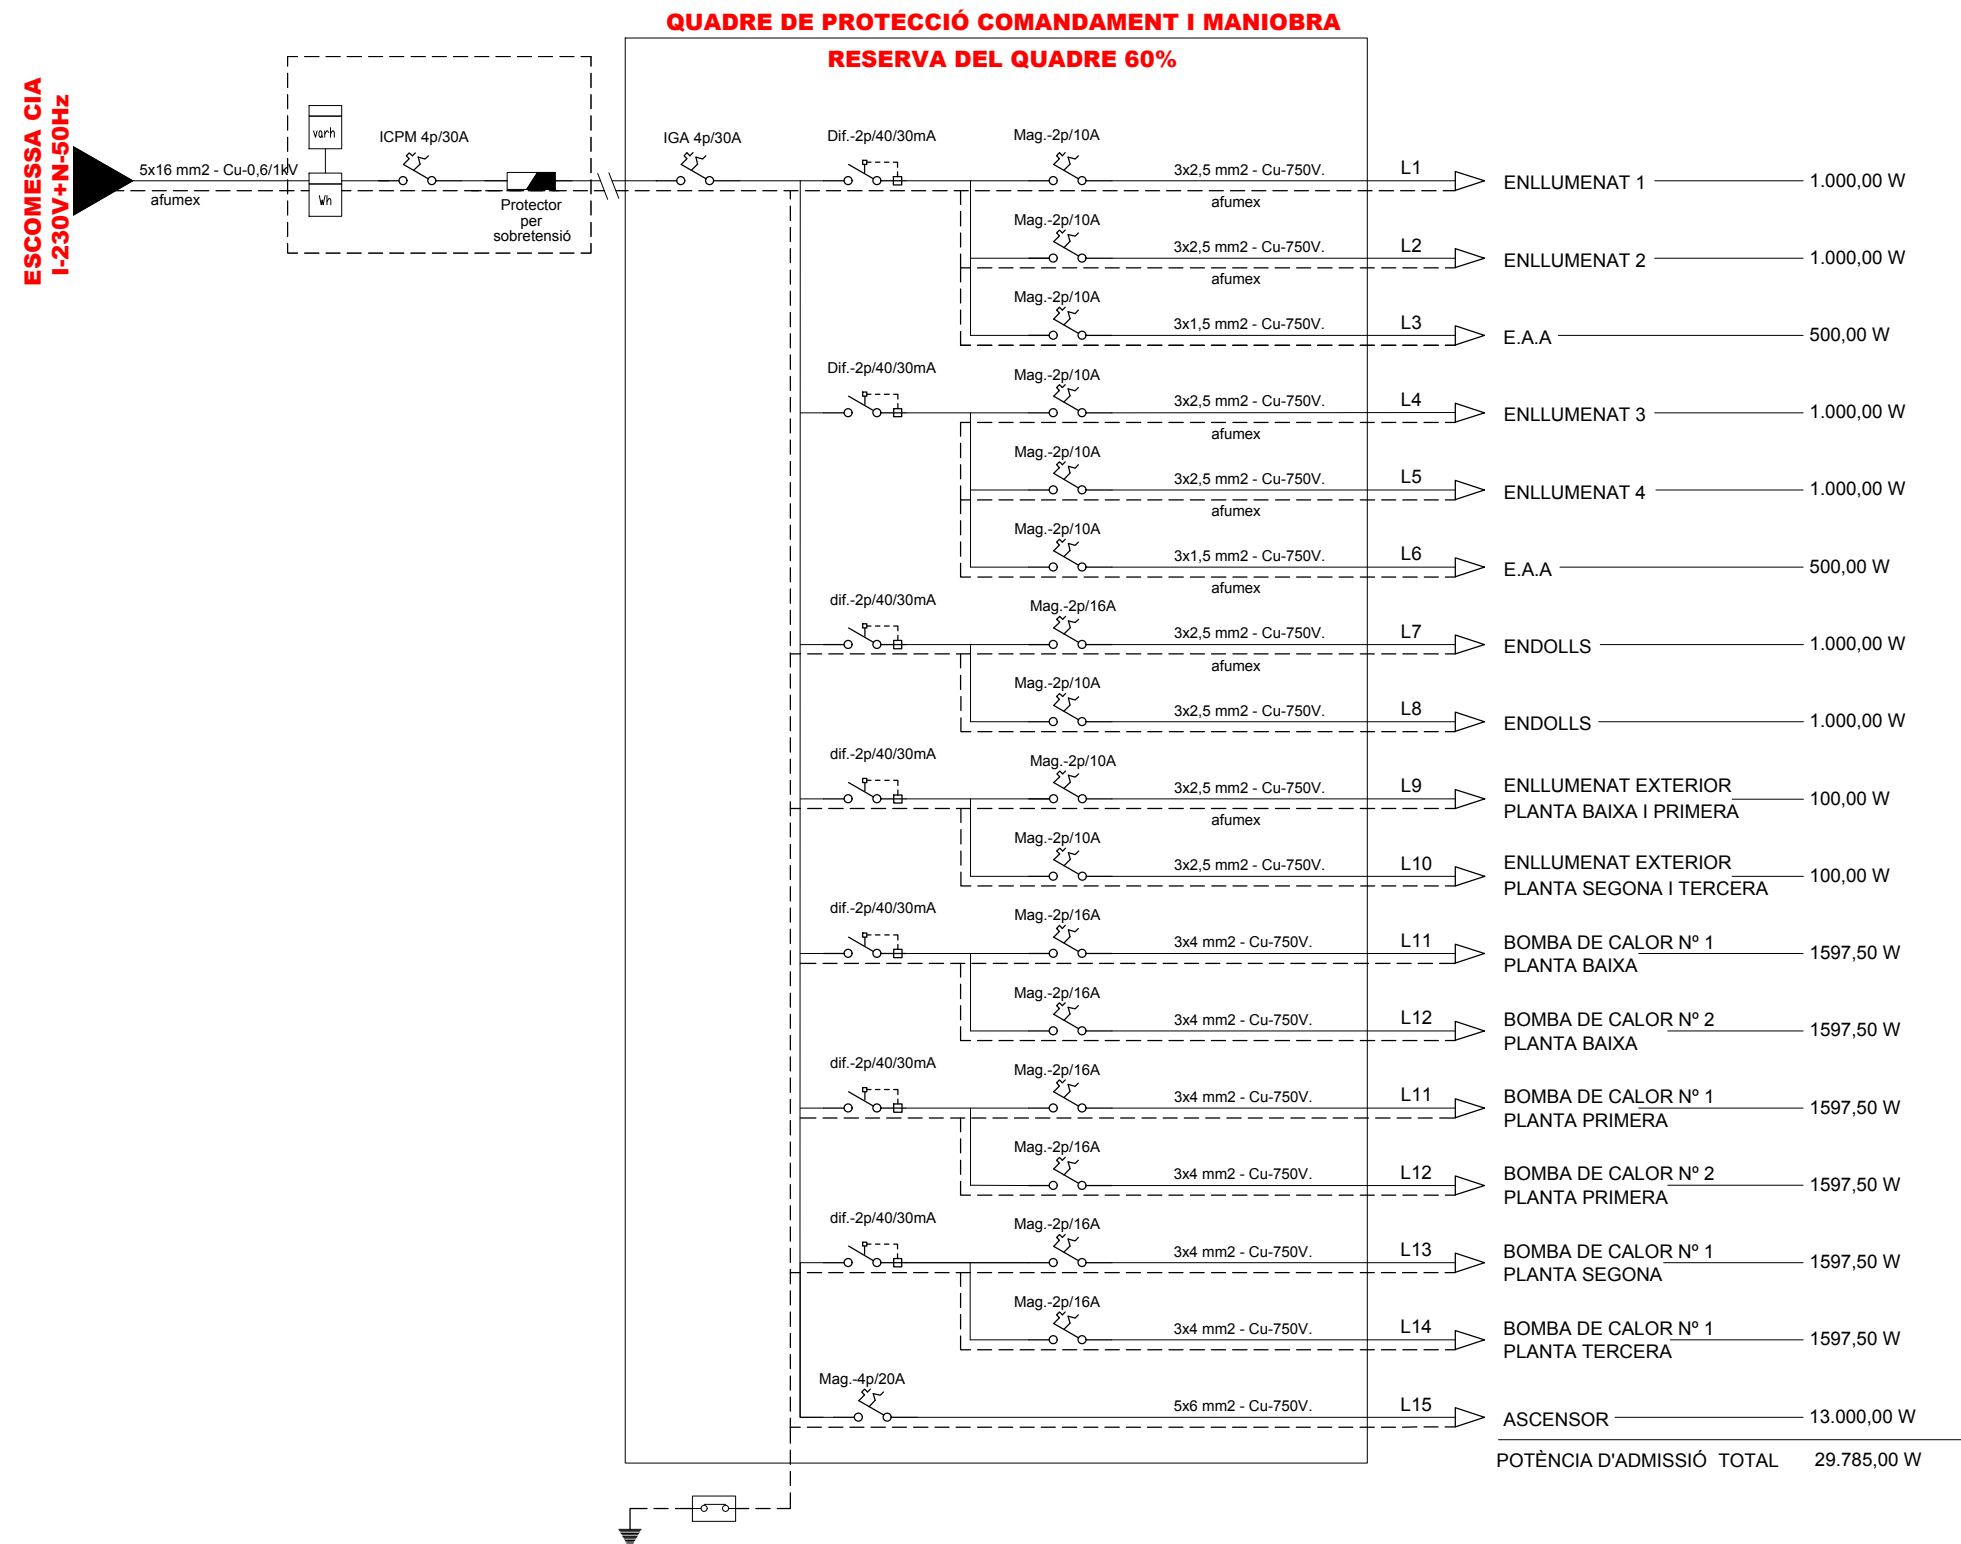 QUADRE DE PROTECCIÓ COMANDAMENT I MANIOBRA
RESERVA DEL QUADRE 60%
ESCOMESSA CIA
I-230V+N-50Hz
5x16 mm2 - Cu-0,6/1kV
afumex
varh
Wh
ICPM 4p/30A
Protector
per
sobretensió
IGA 4p/30A
Dif.-2p/40/30mA
Mag.-2p/10A
3x2,5 mm2 - Cu-750V.
afumex
L1
ENLLUMENAT 1
1.000,00 W
Mag.-2p/10A
3x2,5 mm2 - Cu-750V.
afumex
L2
ENLLUMENAT 2
1.000,00 W
Mag.-2p/10A
3x1,5 mm2 - Cu-750V.
L3
E.A.A
500,00 W
Dif.-2p/40/30mA
Mag.-2p/10A
3x2,5 mm2 - Cu-750V.
afumex
L4
ENLLUMENAT 3
1.000,00 W
Mag.-2p/10A
3x2,5 mm2 - Cu-750V.
afumex
L5
ENLLUMENAT 4
1.000,00 W
Mag.-2p/10A
3x1,5 mm2 - Cu-750V.
afumex
L6
E.A.A
500,00 W
dif.-2p/40/30mA
Mag.-2p/16A
3x2,5 mm2 - Cu-750V.
afumex
L7
ENDOLLS
1.000,00 W
Mag.-2p/10A
3x2,5 mm2 - Cu-750V.
L8
ENDOLLS
1.000,00 W
dif.-2p/40/30mA
Mag.-2p/10A
3x2,5 mm2 - Cu-750V.
afumex
L9
ENLLUMENAT EXTERIOR
PLANTA BAIXA I PRIMERA
100,00 W
Mag.-2p/10A
3x2,5 mm2 - Cu-750V.
L10
ENLLUMENAT EXTERIOR
PLANTA SEGONA I TERCERA
100,00 W
dif.-2p/40/30mA
Mag.-2p/16A
3x4 mm2 - Cu-750V.
L11
BOMBA DE CALOR Nº 1
PLANTA BAIXA
1597,50 W
Mag.-2p/16A
3x4 mm2 - Cu-750V.
L12
BOMBA DE CALOR Nº 2
PLANTA BAIXA
1597,50 W
dif.-2p/40/30mA
Mag.-2p/16A
3x4 mm2 - Cu-750V.
L11
BOMBA DE CALOR Nº 1
PLANTA PRIMERA
1597,50 W
Mag.-2p/16A
3x4 mm2 - Cu-750V.
L12
BOMBA DE CALOR Nº 2
PLANTA PRIMERA
1597,50 W
dif.-2p/40/30mA
Mag.-2p/16A
3x4 mm2 - Cu-750V.
L13
BOMBA DE CALOR Nº 1
PLANTA SEGONA
1597,50 W
Mag.-2p/16A
3x4 mm2 - Cu-750V.
L14
BOMBA DE CALOR Nº 1
PLANTA TERCERA
1597,50 W
Mag.-4p/20A
5x6 mm2 - Cu-750V.
L15
ASCENSOR
13.000,00 W
POTÈNCIA D'ADMISSIÓ TOTAL 29.785,00 W